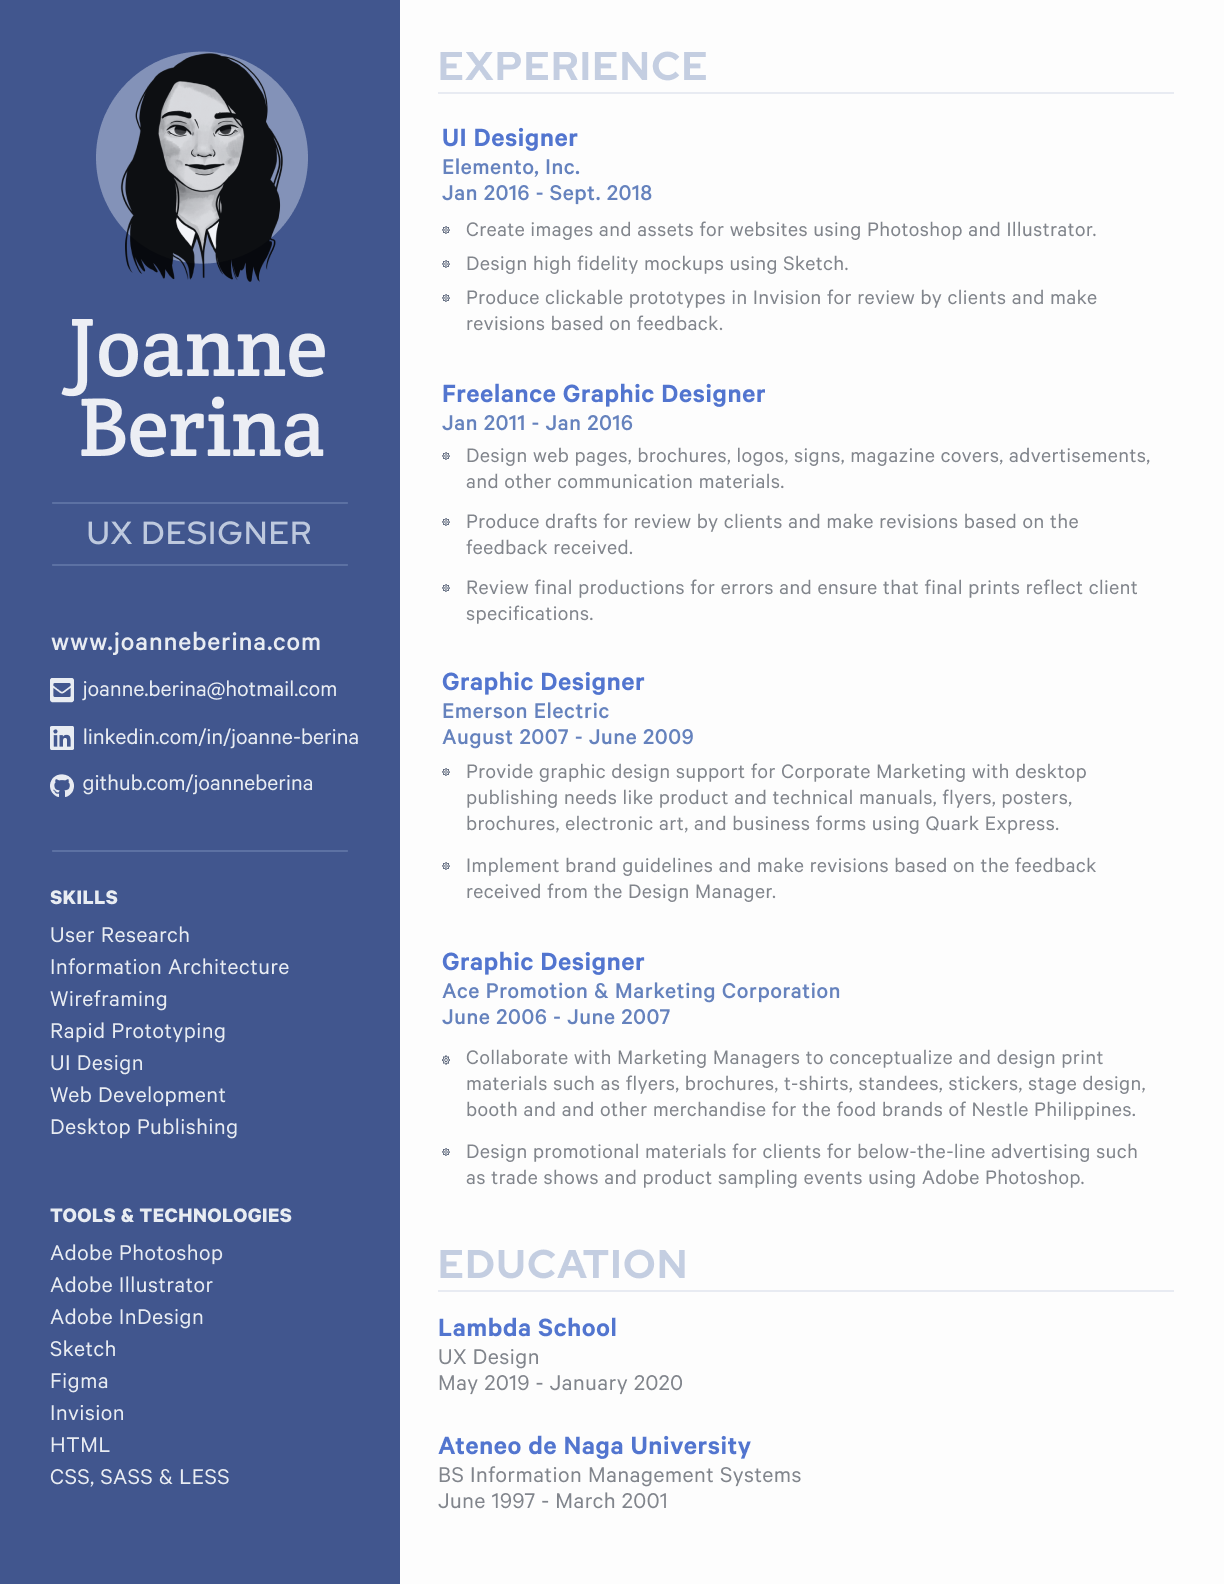 Joanne
Berina
UX DESIGNER
www.joanneberina.com
joanne.berina@hotmail.com
linkedin.com/in/joanne-berina
github.com/joanneberina
SKILLS
User Research
Information Architecture
Wireframing
Rapid Prototyping
UI Design
Web Development
Desktop Publishing
TOOLS & TECHNOLOGIES
Adobe Photoshop
Adobe Illustrator
Adobe InDesign
Sketch
Figma
Invision
HTML
CSS, SASS & LESS
EXPERIENCE
UI Designer
Elemento, Inc.
Jan 2016 - Sept. 2018
Create images and assets for websites using Photoshop and Illustrator.
Design high fidelity mockups using Sketch.
Produce clickable prototypes in Invision for review by clients and make
revisions based on feedback.
Freelance Graphic Designer
Jan 2011 - Jan 2016
Design web pages, brochures, logos, signs, magazine covers, advertisements,
and other communication materials.
Produce drafts for review by clients and make revisions based on the
feedback received.
Review final productions for errors and ensure that final prints reflect client
specifications.
Graphic Designer
Emerson Electric
August 2007 - June 2009
Provide graphic design support for Corporate Marketing with desktop
publishing needs like product and technical manuals, flyers, posters,
brochures, electronic art, and business forms using Quark Express.
Implement brand guidelines and make revisions based on the feedback
received from the Design Manager.
Graphic Designer
Ace Promotion & Marketing Corporation
June 2006 - June 2007
Collaborate with Marketing Managers to conceptualize and design print
materials such as flyers, brochures, t-shirts, standees, stickers, stage design,
booth and and other merchandise for the food brands of Nestle Philippines.
Design promotional materials for clients for below-the-line advertising such
as trade shows and product sampling events using Adobe Photoshop.
EDUCATION
Lambda School
UX Design
May 2019 - January 2020
Ateneo de Naga University
BS Information Management Systems
June 1997 - March 2001